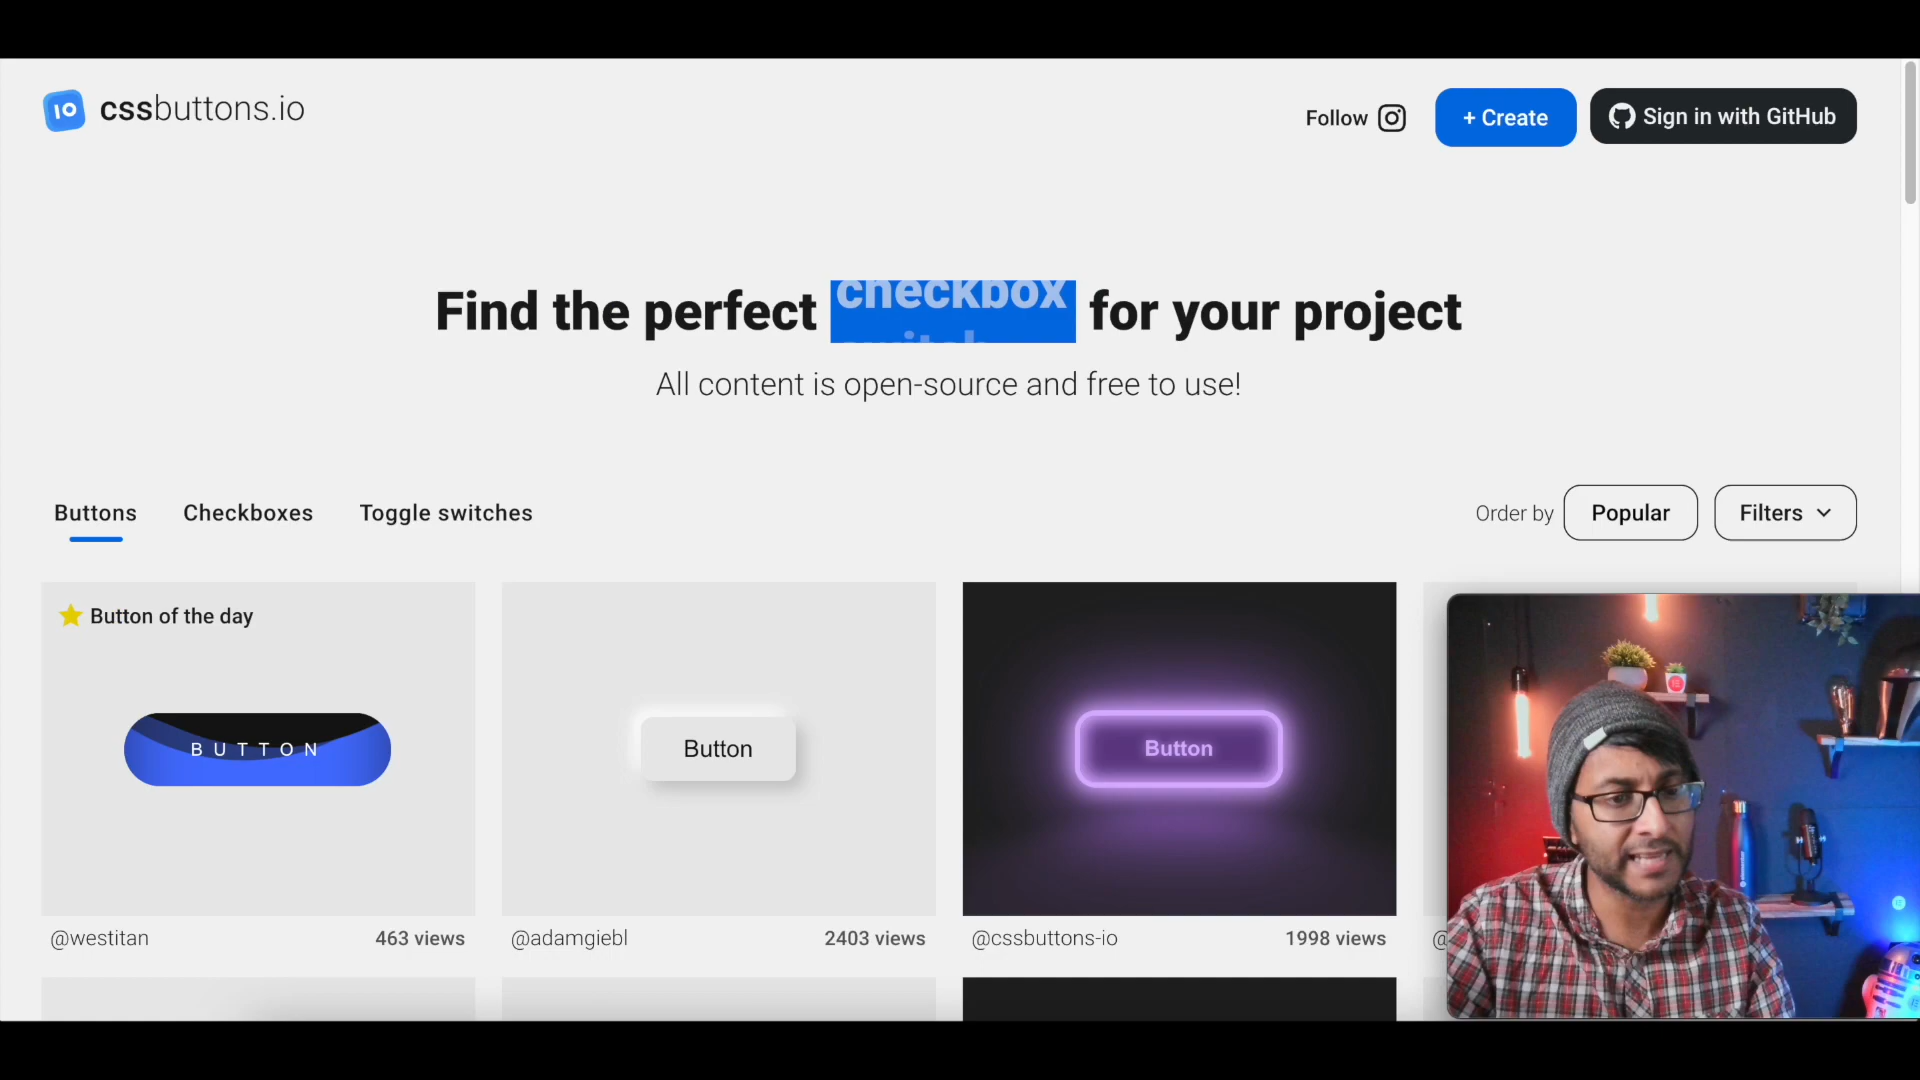 cssbuttons.io
Follow
+ Create
Sign in with GitHub
Find the perfect checkbox for your project
All content is open-source and free to use!
Buttons
Checkboxes
Toggle switches
Order by
Popular
Filters
Button of the day
BUTTON
Button
Button
@westitan
463 views
@adamgiebl
2403 views
@cssbuttons-io
1998 views